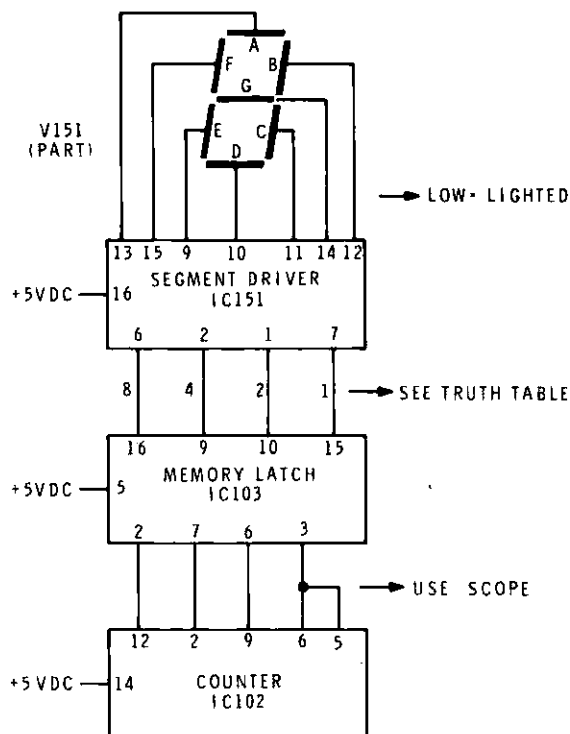 A
F B
G
E C
D
V151
(PART)
LOW = LIGHTED
13 15 9 10 11 14 12
SEGMENT DRIVER
IC151
+5VDC 16
6 2 1 7
8 4 2 1 SEE TRUTH TABLE
16 9 10 15
MEMORY LATCH
IC103
+5VDC 5
2 7 6 3
USE SCOPE
12 2 9 6 5
+5VDC 14
COUNTER
IC102